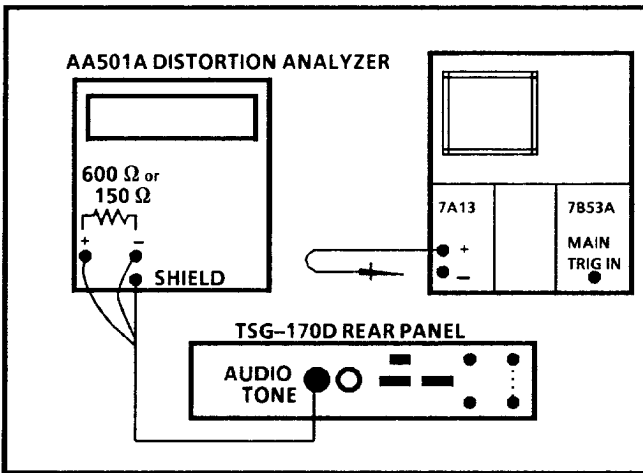 AA501A DISTORTION ANALYZER
600 Ω or
150 Ω
+ −
SHIELD
7A13
+
−
7B53A
MAIN
TRIG IN
TSG–170D REAR PANEL
AUDIO
TONE